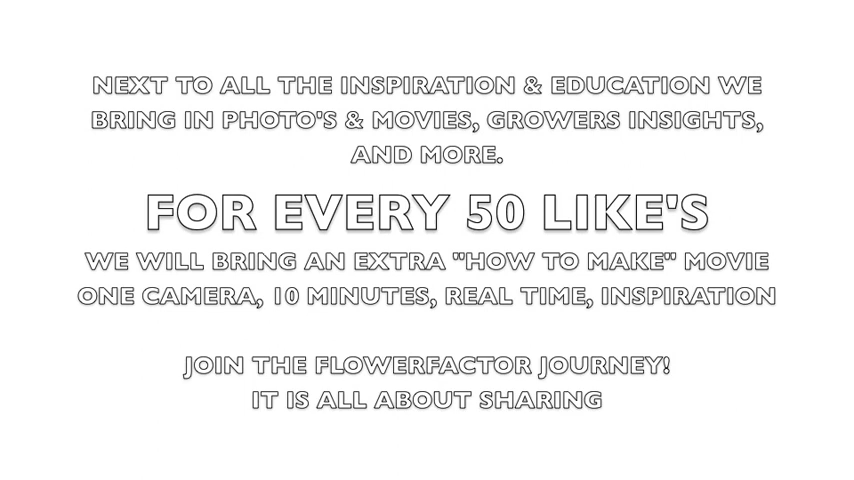 NEXT TO ALL THE INSPIRATION & EDUCATION WE
BRING IN PHOTO'S & MOVIES, GROWERS INSIGHTS,
AND MORE.
FOR EVERY 50 LIKE'S
WE WILL BRING AN EXTRA "HOW TO MAKE" MOVIE
ONE CAMERA, 10 MINUTES, REAL TIME, INSPIRATION
JOIN THE FLOWERFACTOR JOURNEY!
IT IS ALL ABOUT SHARING